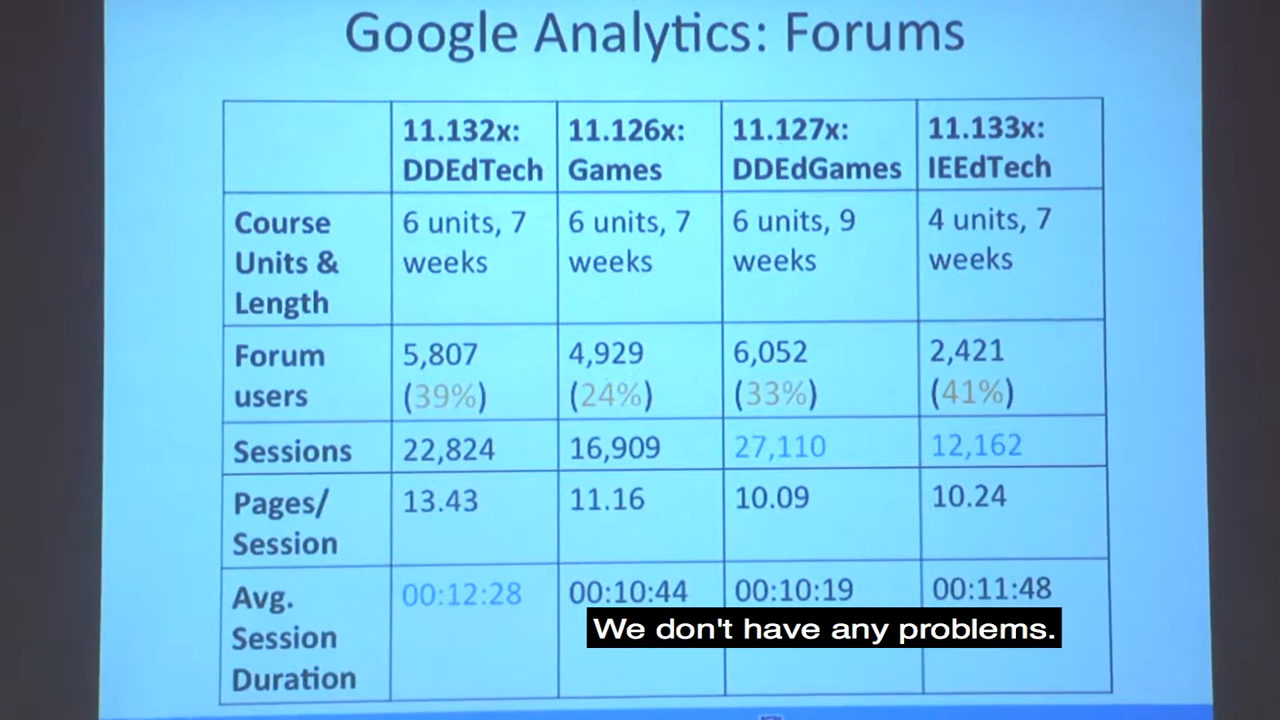 Google Analytics: Forums
11.132x: DDEdTech
11.126x: Games
11.127x: DDEdGames
11.133x: IEEdTech
Course Units & Length
6 units, 7 weeks
6 units, 7 weeks
6 units, 9 weeks
4 units, 7 weeks
Forum users
5,807 (39%)
4,929 (24%)
6,052 (33%)
2,421 (41%)
Sessions
22,824
16,909
27,110
12,162
Pages/ Session
13.43
11.16
10.09
10.24
Avg. Session Duration
00:12:28
00:10:44
00:10:19
00:11:48
We don't have any problems.